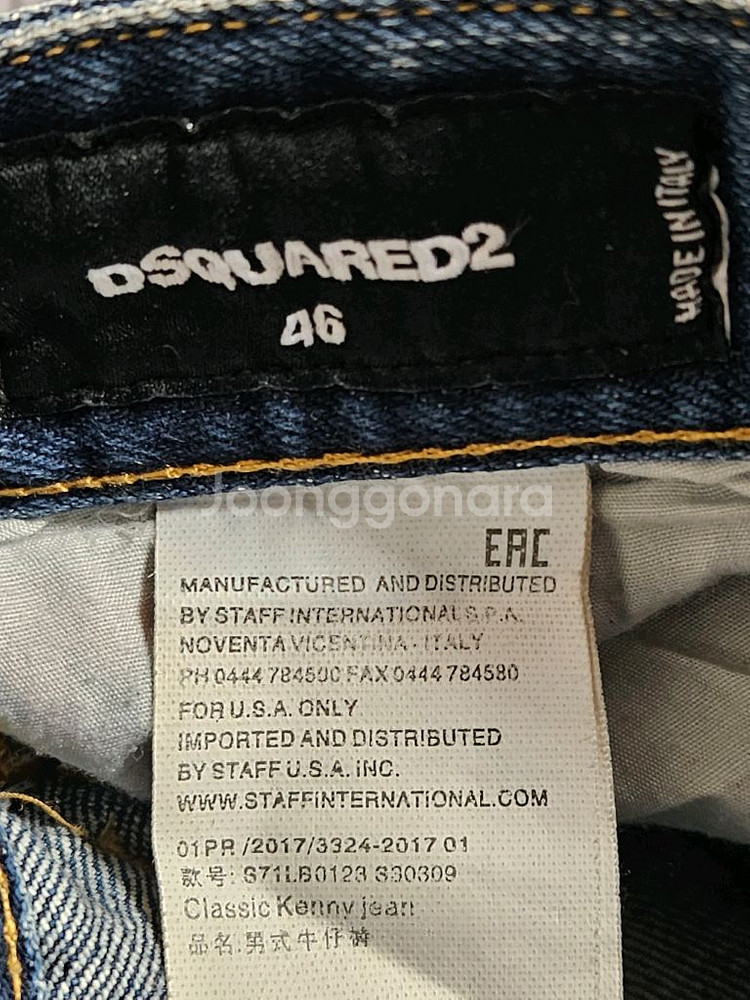 DSQUARED2
46
MADE IN ITALY
Joonggonara
EAC
MANUFACTURED AND DISTRIBUTED
BY STAFF INTERNATIONAL S.P.A.
NOVENTA VICENTINA - ITALY
PH 0444 784500 FAX 0444 784580
FOR U.S.A. ONLY
IMPORTED AND DISTRIBUTED
BY STAFF U.S.A. INC.
WWW.STAFFINTERNATIONAL.COM
01PR /2017/3324-2017 01
款号: S71LB0123 S30309
Classic Kenny jean
品名:男式牛仔裤